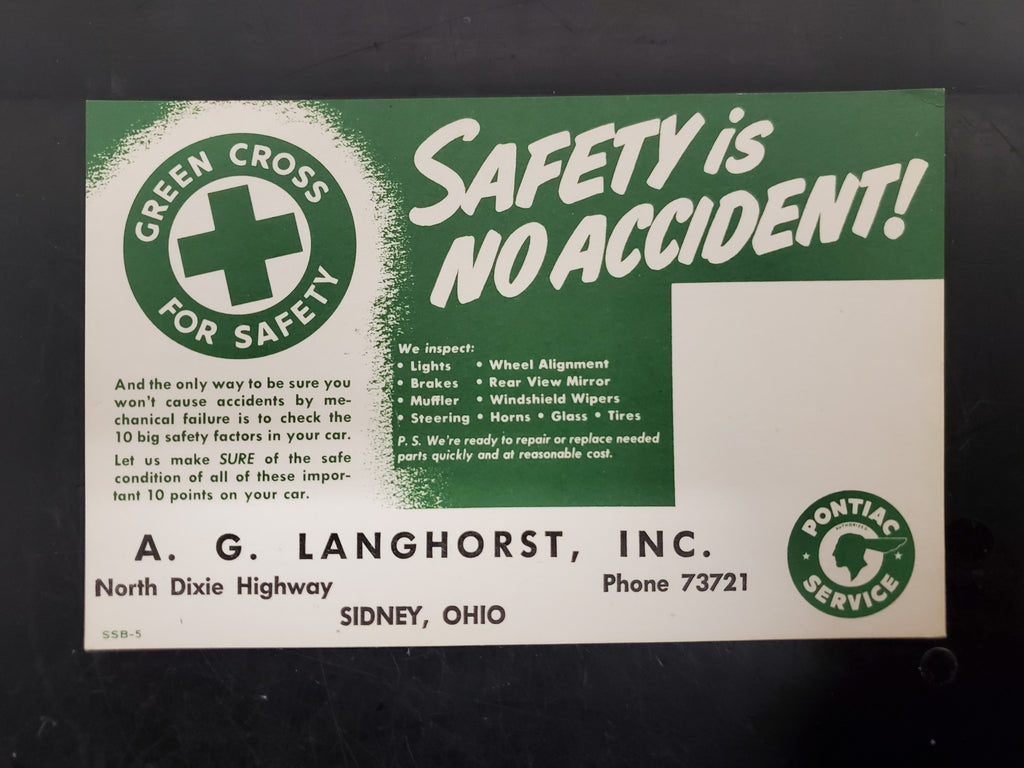 GREEN CROSS
FOR SAFETY
SAFETY is
NO ACCIDENT!
And the only way to be sure you
won't cause accidents by me-
chanical failure is to check the
10 big safety factors in your car.
Let us make SURE of the safe
condition of all of these impor-
tant 10 points on your car.
We inspect:
• Lights • Wheel Alignment
• Brakes • Rear View Mirror
• Muffler • Windshield Wipers
• Steering • Horns • Glass • Tires
P. S. We're ready to repair or replace needed
parts quickly and at reasonable cost.
A. G. LANGHORST, INC.
North Dixie Highway Phone 73721
SIDNEY, OHIO
SSB-5
PONTIAC
AUTHORIZED
SERVICE